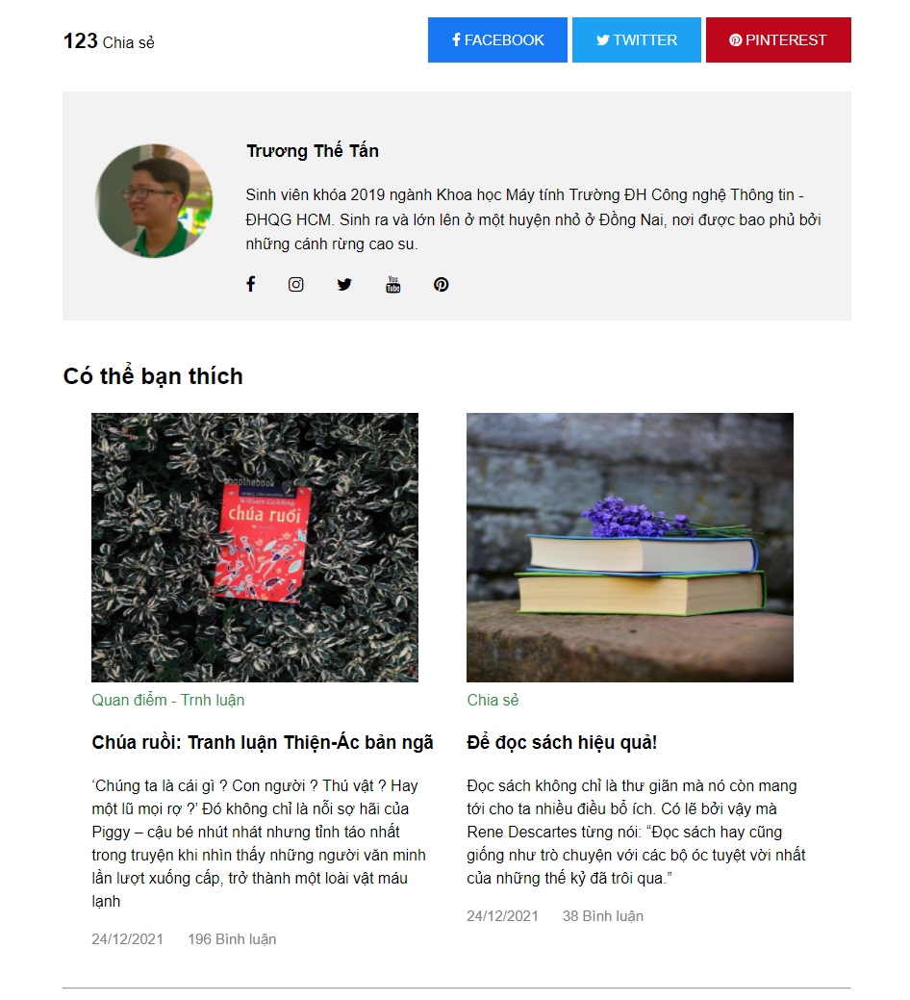 123 Chia sẻ
FACEBOOK
TWITTER
PINTEREST
Trương Thế Tấn
Sinh viên khóa 2019 ngành Khoa học Máy tính Trường ĐH Công nghệ Thông tin -
ĐHQG HCM. Sinh ra và lớn lên ở một huyện nhỏ ở Đồng Nai, nơi được bao phủ bởi
những cánh rừng cao su.
You
Tube
Có thể bạn thích
William Golding
chúa ruồi
Quan điểm - Trnh luận
Chúa ruồi: Tranh luận Thiện-Ác bản ngã
‘Chúng ta là cái gì ? Con người ? Thú vật ? Hay
một lũ mọi rợ ?’ Đó không chỉ là nỗi sợ hãi của
Piggy – cậu bé nhút nhát nhưng tỉnh táo nhất
trong truyện khi nhìn thấy những người văn minh
lần lượt xuống cấp, trở thành một loài vật máu
lạnh
24/12/2021 196 Bình luận
Chia sẻ
Để đọc sách hiệu quả!
Đọc sách không chỉ là thư giãn mà nó còn mang
tới cho ta nhiều điều bổ ích. Có lẽ bởi vậy mà
Rene Descartes từng nói: “Đọc sách hay cũng
giống như trò chuyện với các bộ óc tuyệt vời nhất
của những thế kỷ đã trôi qua.”
24/12/2021 38 Bình luận